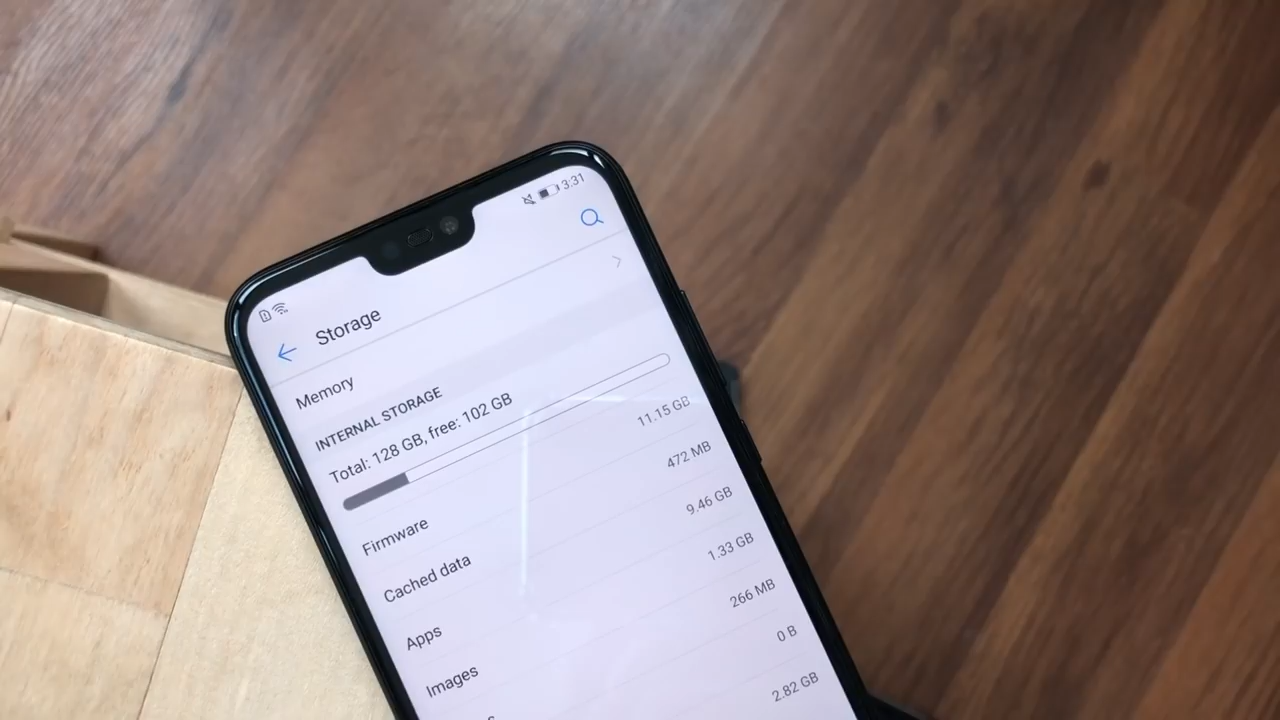 3:31
Storage
Memory
INTERNAL STORAGE
Total: 128 GB, free: 102 GB
Firmware 11.15 GB
Cached data 472 MB
Apps 9.46 GB
Images 1.33 GB
266 MB
0 B
2.82 GB